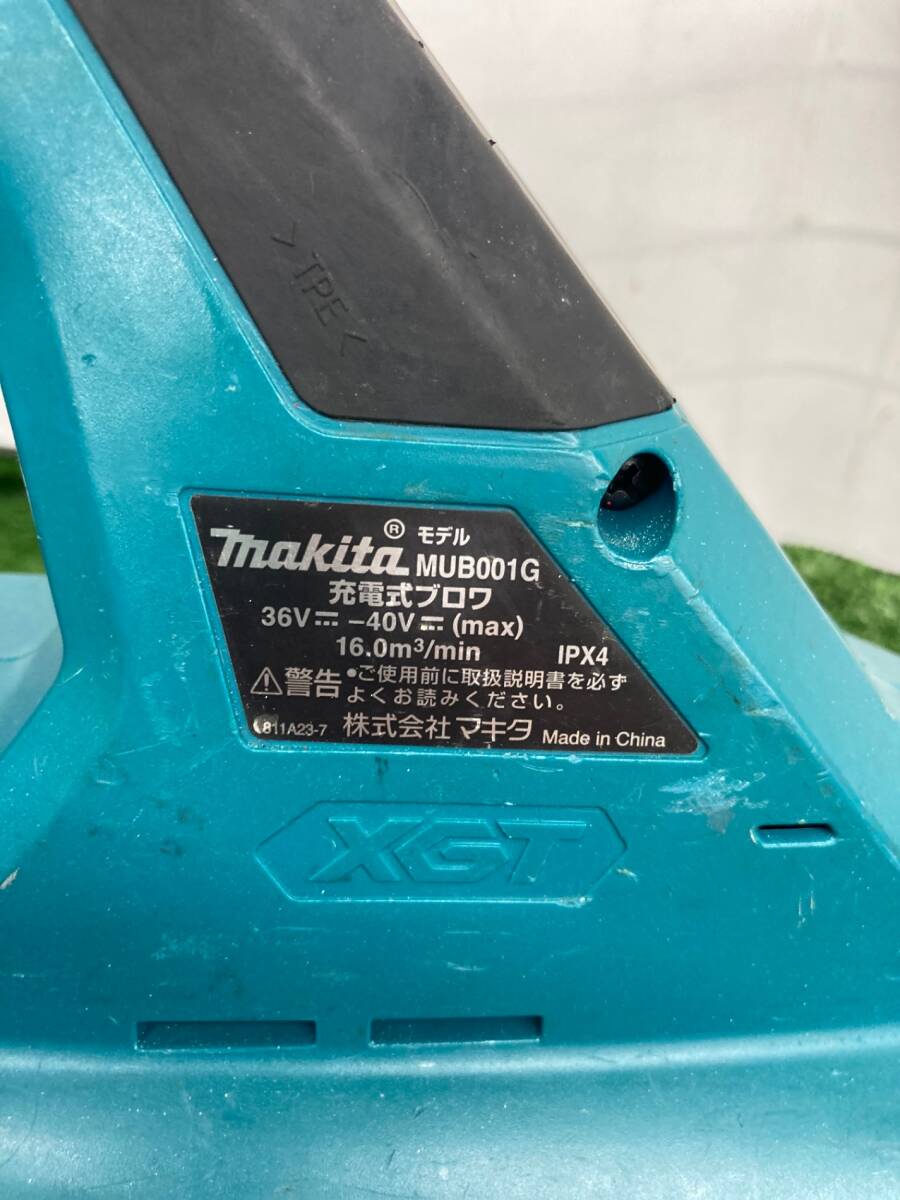 >TPE<
makita® モデル
MUB001G
充電式ブロワ
36V⎓ –40V⎓ (max)
16.0m³/min IPX4
⚠警告 •ご使用前に取扱説明書を必ず
よくお読みください。
811A23-7 株式会社マキタ Made in China
XGT